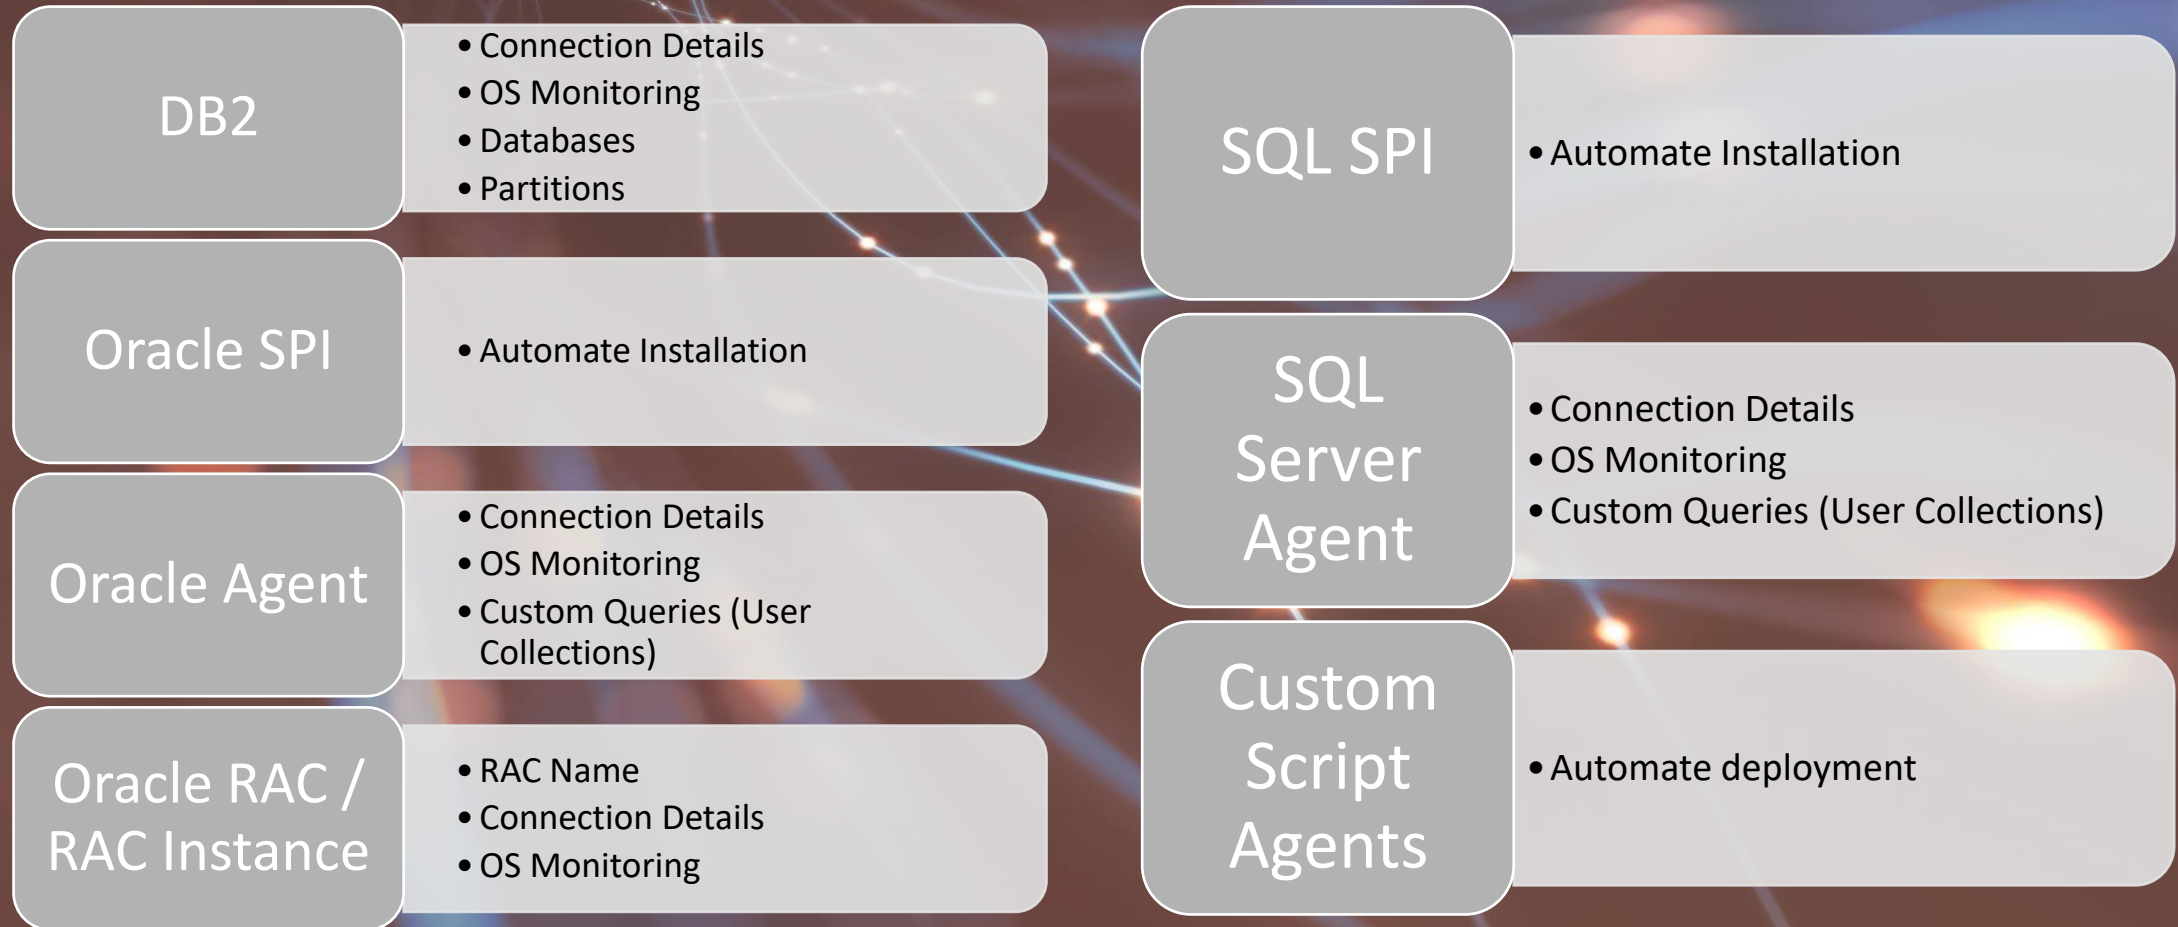 DB2
• Connection Details
• OS Monitoring
• Databases
• Partitions
Oracle SPI
• Automate Installation
Oracle Agent
• Connection Details
• OS Monitoring
• Custom Queries (User
Collections)
Oracle RAC /
RAC Instance
• RAC Name
• Connection Details
• OS Monitoring
SQL SPI
• Automate Installation
SQL
Server
Agent
• Connection Details
• OS Monitoring
• Custom Queries (User Collections)
Custom
Script
Agents
• Automate deployment